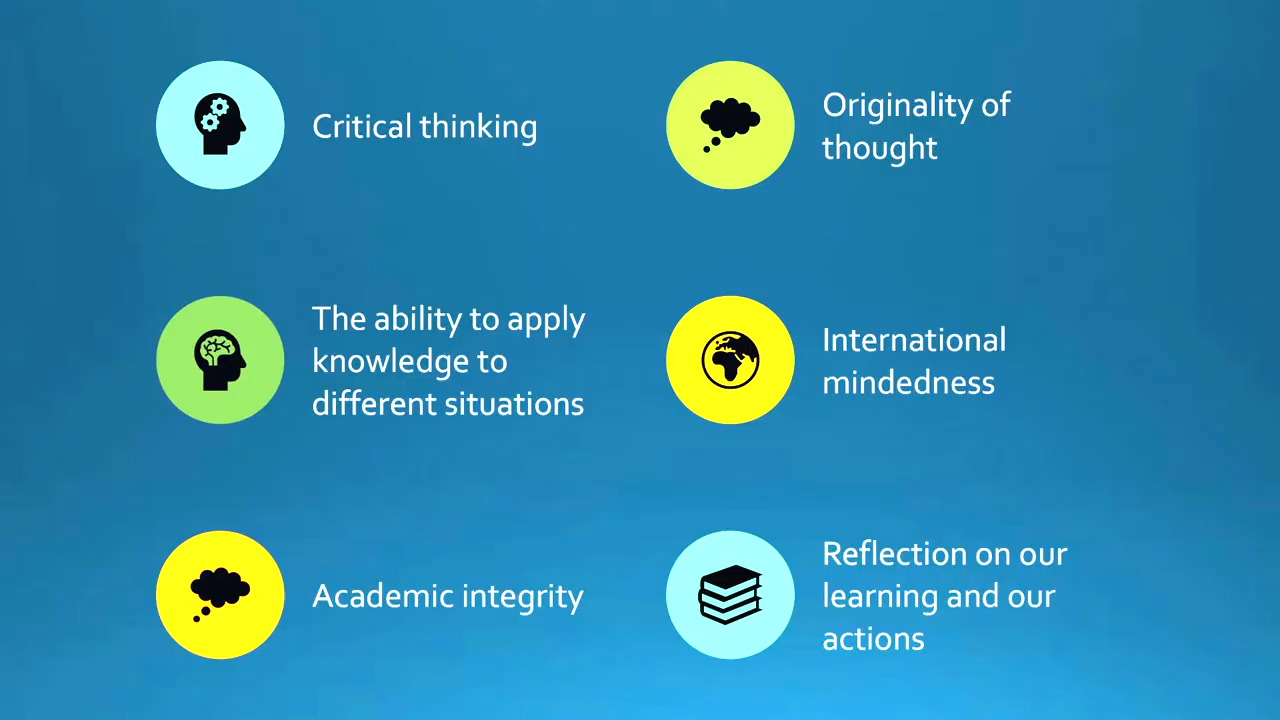 Critical thinking
Originality of
thought
The ability to apply
knowledge to
different situations
International
mindedness
Academic integrity
Reflection on our
learning and our
actions